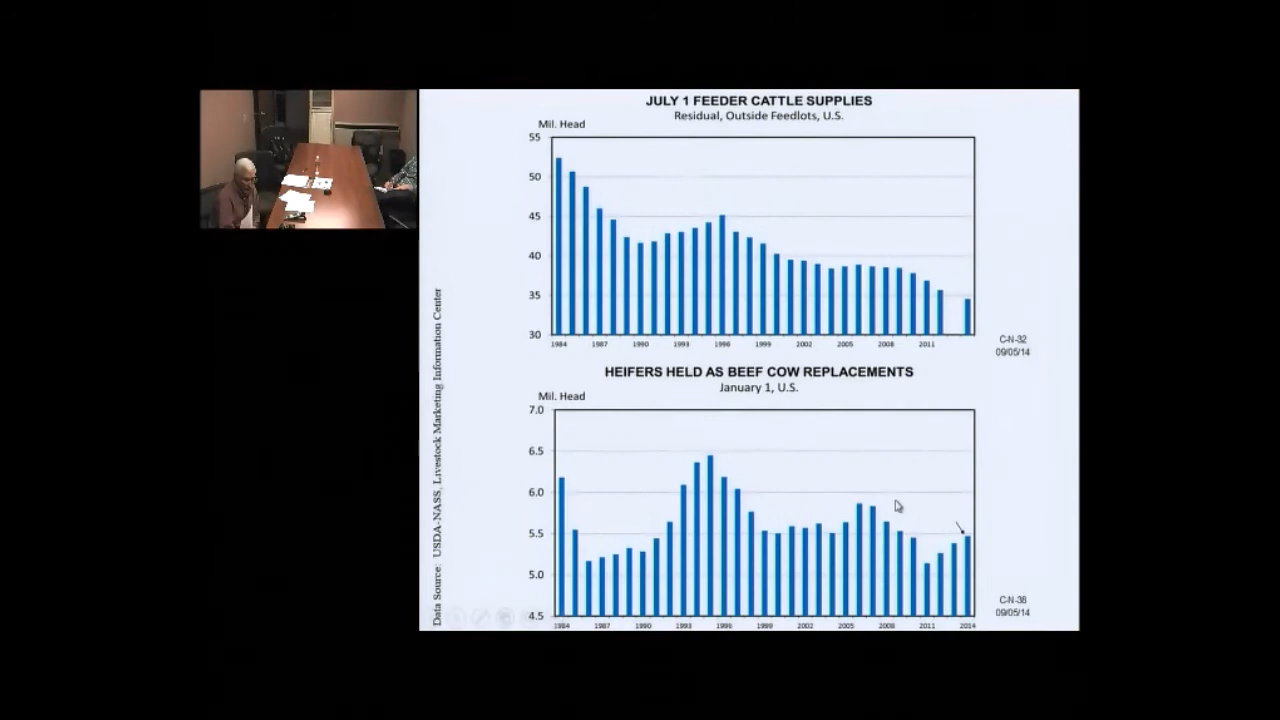 JULY 1 FEEDER CATTLE SUPPLIES
Residual, Outside Feedlots, U.S.
Mil. Head
55
50
45
40
35
30
1984 1987 1990 1993 1996 1999 2002 2005 2008 2011
C-N-32
09/05/14
HEIFERS HELD AS BEEF COW REPLACEMENTS
January 1, U.S.
Mil. Head
7.0
6.5
6.0
5.5
5.0
4.5
1984 1987 1990 1993 1996 1999 2002 2005 2008 2011 2014
C-N-38
09/05/14
Data Source: USDA-NASS, Livestock Marketing Information Center